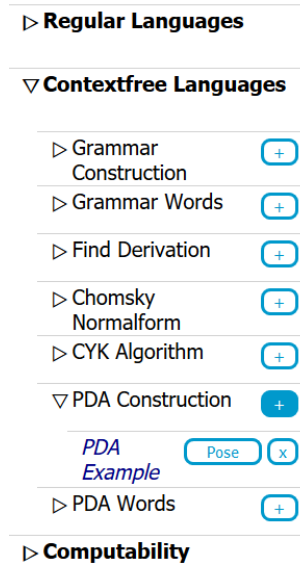 ▷ Regular Languages
▽ Contextfree Languages
▷ Grammar
Construction +
▷ Grammar Words +
▷ Find Derivation +
▷ Chomsky
Normalform +
▷ CYK Algorithm +
▽ PDA Construction +
PDA
Example Pose x
▷ PDA Words +
▷ Computability